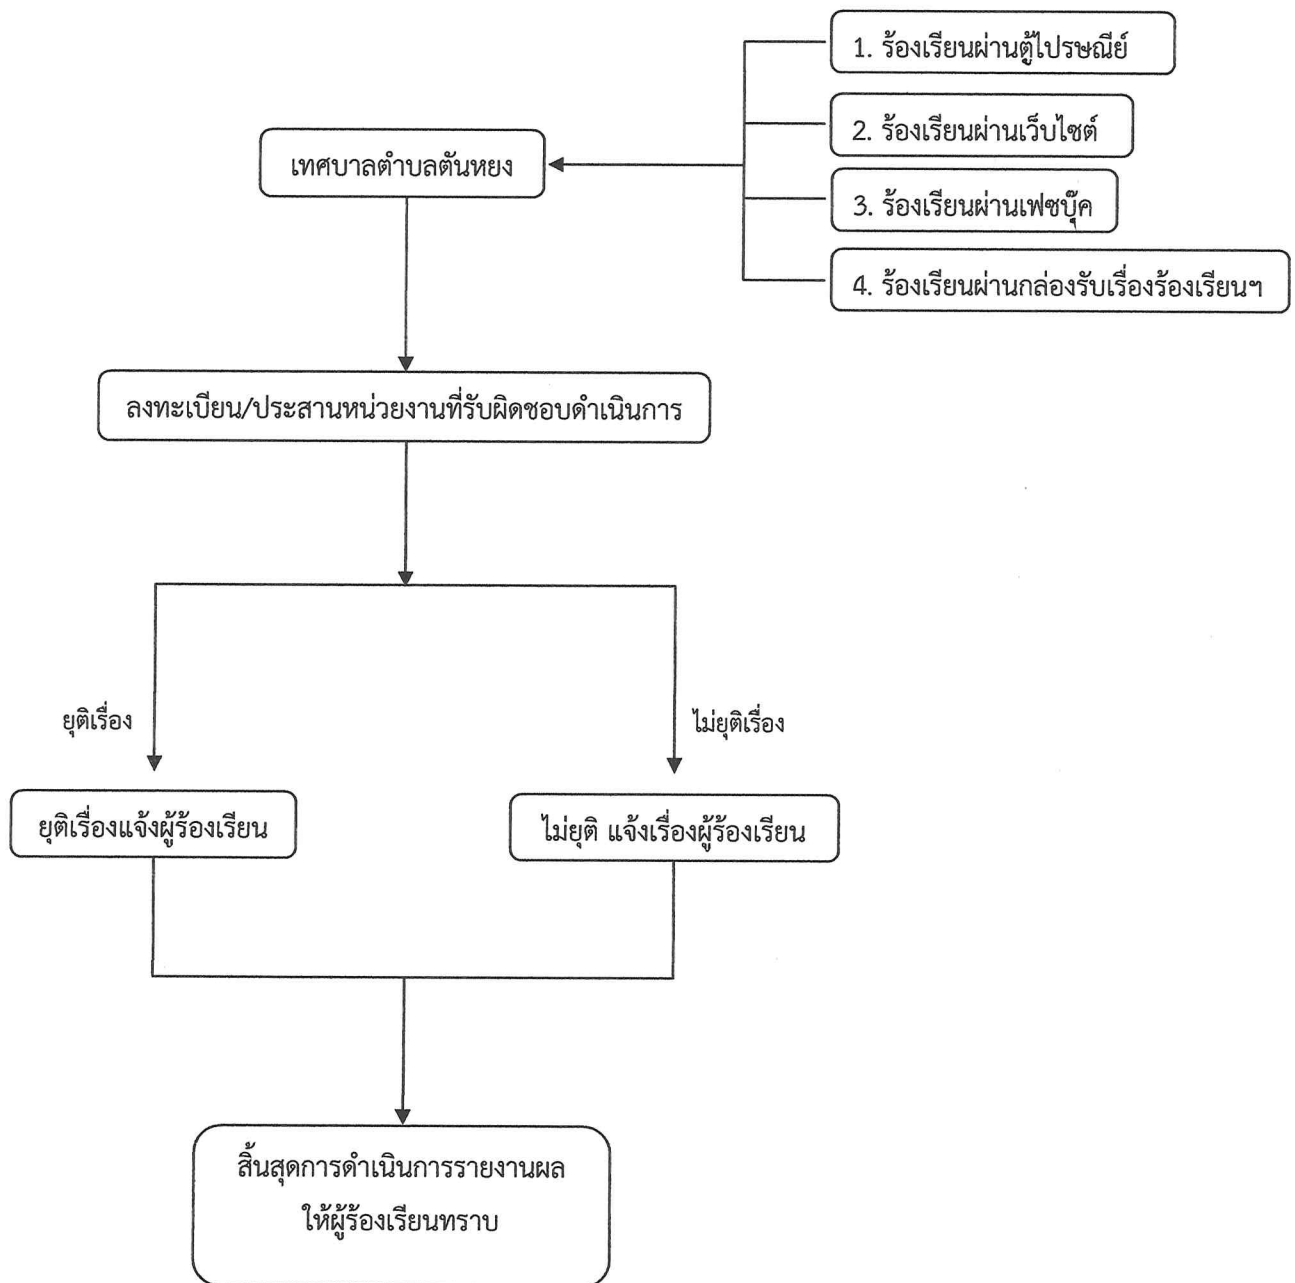 1. ร้องเรียนผ่านตู้ไปรษณีย์
2. ร้องเรียนผ่านเว็บไซต์
เทศบาลตำบลตันหยง
3. ร้องเรียนผ่านเฟซบุ๊ค
4. ร้องเรียนผ่านกล่องรับเรื่องร้องเรียนฯ
ลงทะเบียน/ประสานหน่วยงานที่รับผิดชอบดำเนินการ
ยุติเรื่อง
ไม่ยุติเรื่อง
ยุติเรื่องแจ้งผู้ร้องเรียน
ไม่ยุติ แจ้งเรื่องผู้ร้องเรียน
สิ้นสุดการดำเนินการรายงานผล
ให้ผู้ร้องเรียนทราบ